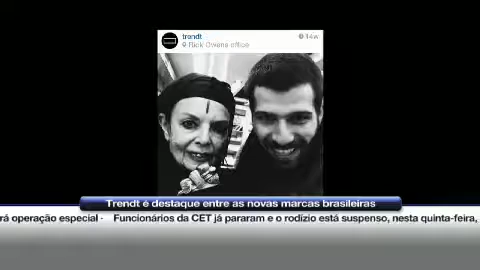 trendt
14w
Rick Owens office
Trendt é destaque entre as novas marcas brasileiras
rá operação especial · Funcionários da CET já pararam e o rodízio está suspenso, nesta quinta-feira,